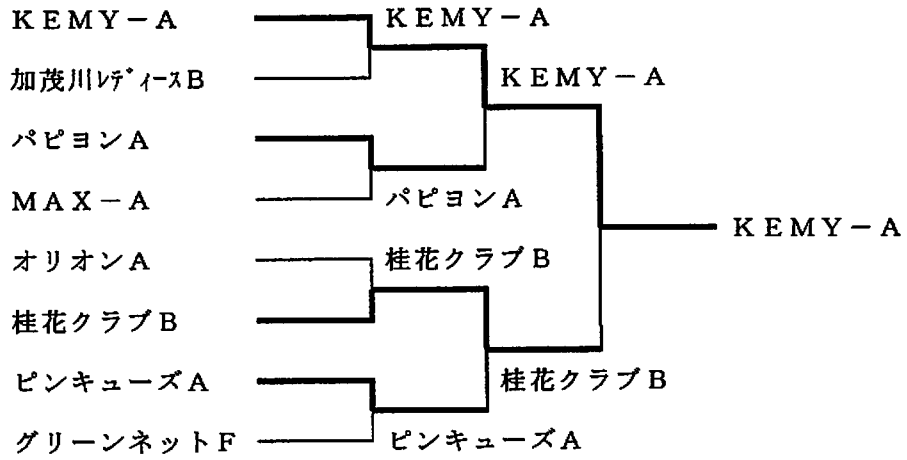 KEMY-A
KEMY-A
加茂川ﾚﾃﾞｨｰｽB
KEMY-A
パピヨンA
MAX-A
パピヨンA
KEMY-A
オリオンA
桂花クラブB
桂花クラブB
ピンキューズA
桂花クラブB
グリーンネットF
ピンキューズA